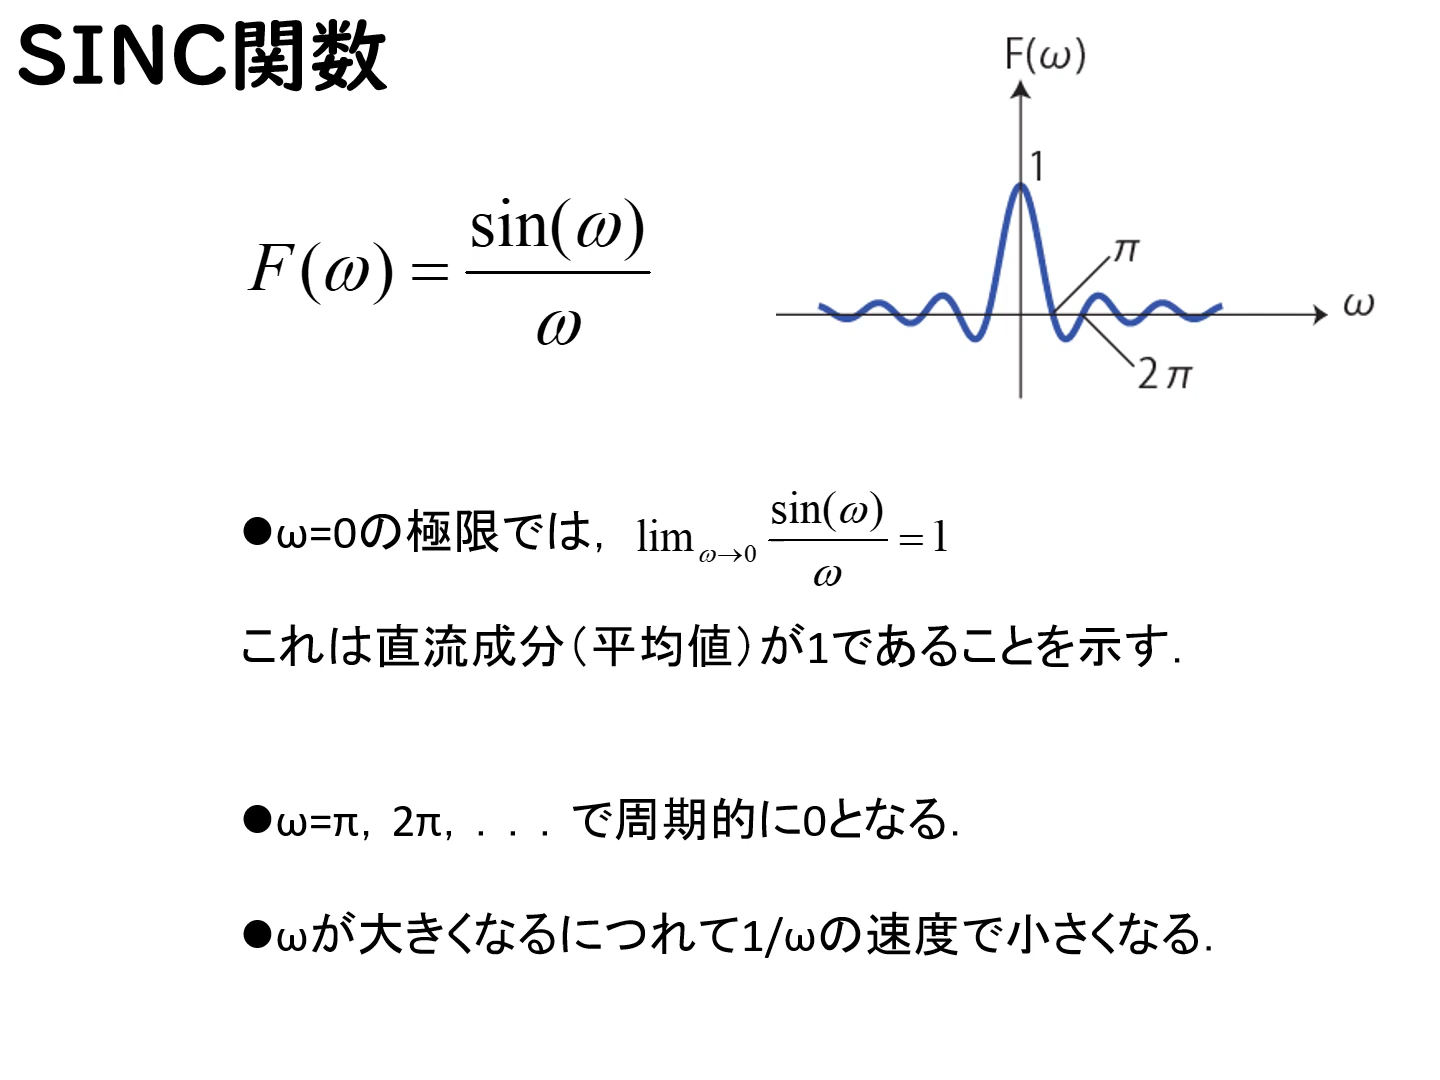 SINC関数
F(ω)
1
π
ω
2π
F(ω) = sin(ω)/ω
●ω=0の極限では， lim ω→0 sin(ω)/ω = 1
これは直流成分（平均値）が1であることを示す．
●ω=π，2π，．．．で周期的に0となる．
●ωが大きくなるにつれて1/ωの速度で小さくなる．